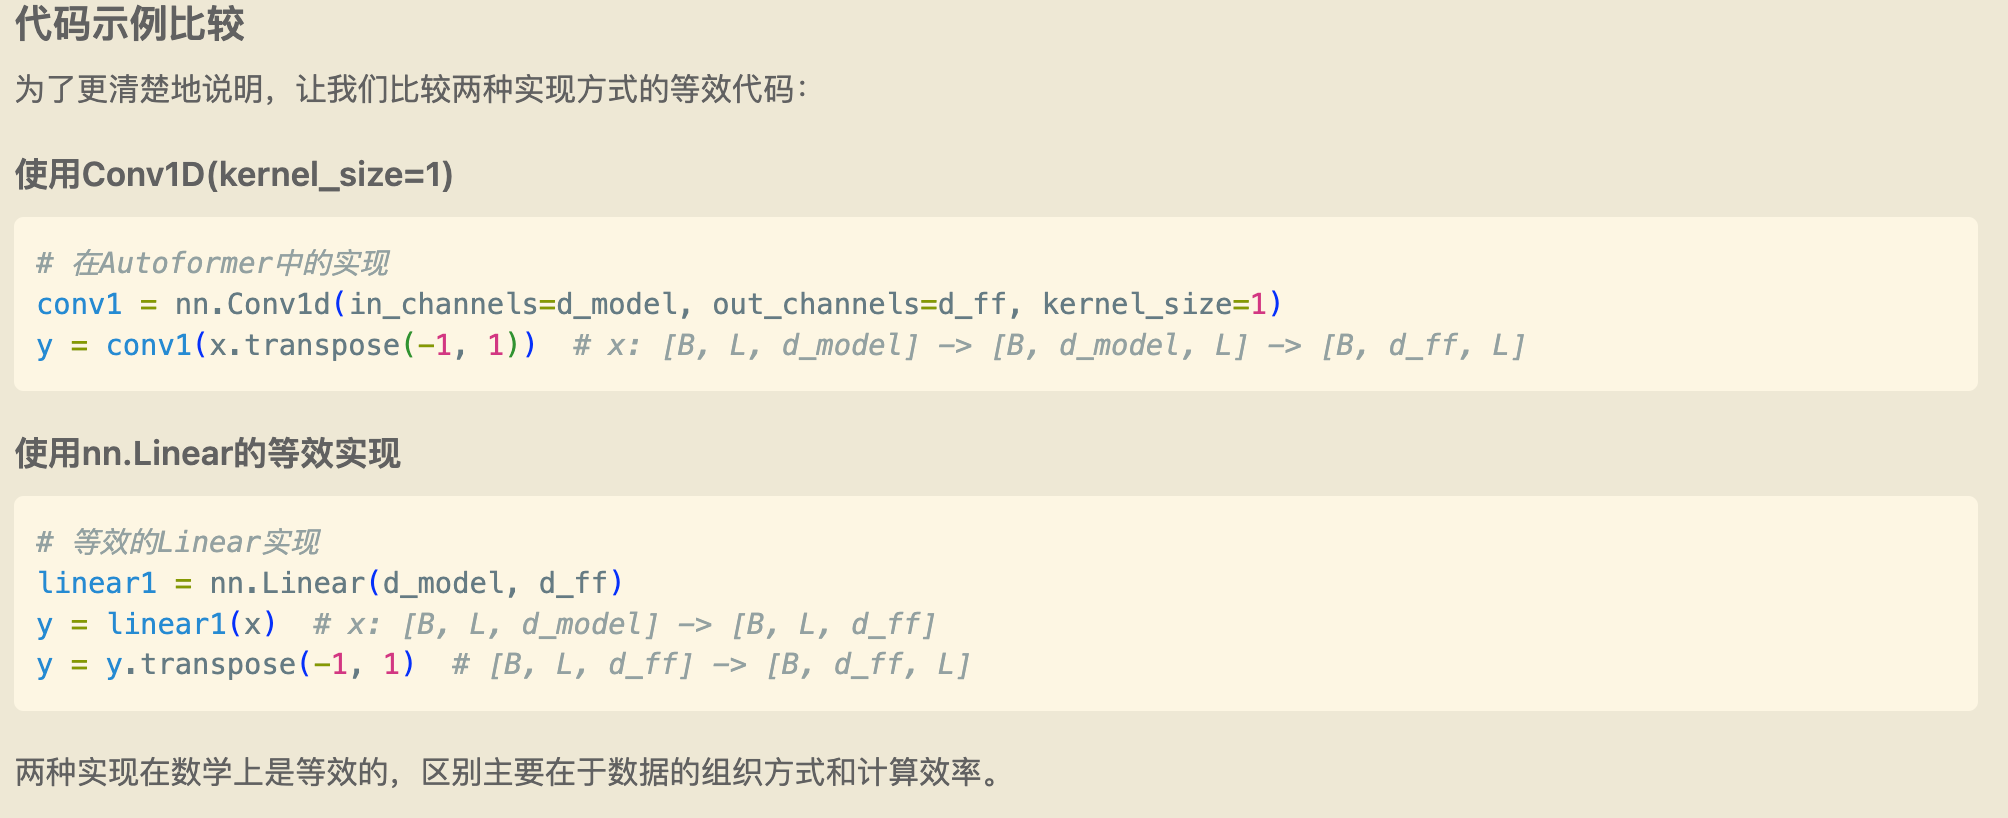 代码示例比较
为了更清楚地说明，让我们比较两种实现方式的等效代码：
使用Conv1D(kernel_size=1)
# 在Autoformer中的实现
conv1 = nn.Conv1d(in_channels=d_model, out_channels=d_ff, kernel_size=1)
y = conv1(x.transpose(-1, 1))  # x: [B, L, d_model] -> [B, d_model, L] -> [B, d_ff, L]
使用nn.Linear的等效实现
# 等效的Linear实现
linear1 = nn.Linear(d_model, d_ff)
y = linear1(x)  # x: [B, L, d_model] -> [B, L, d_ff]
y = y.transpose(-1, 1)  # [B, L, d_ff] -> [B, d_ff, L]
两种实现在数学上是等效的，区别主要在于数据的组织方式和计算效率。